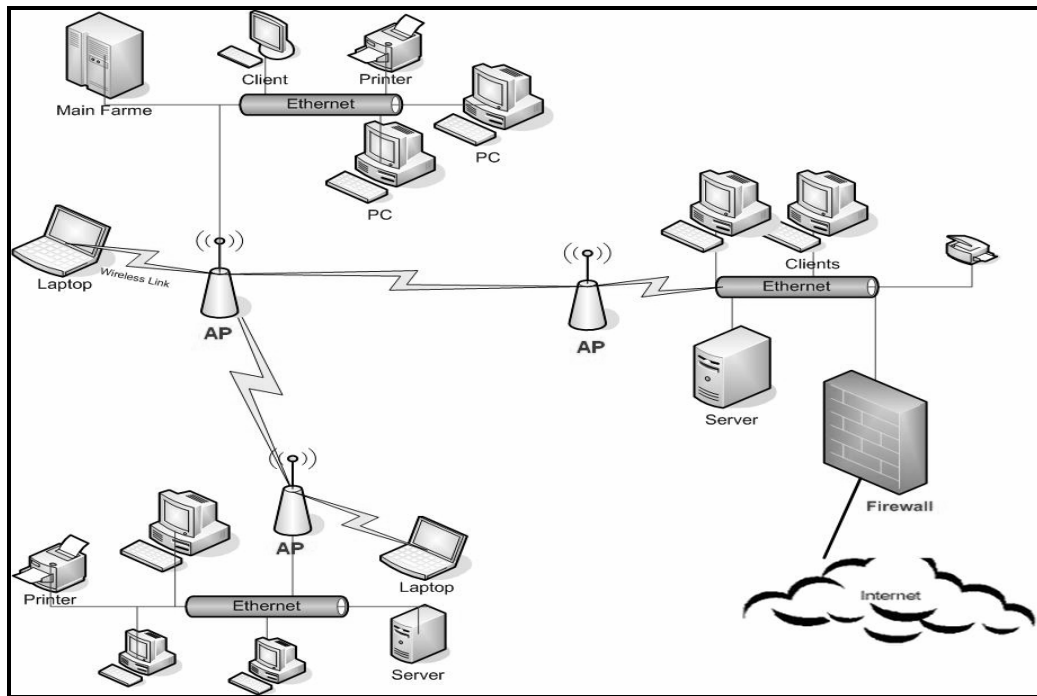 Client
Printer
Ethernet
Main Farme
PC
PC
Laptop
Wireless Link
AP
AP
Clients
Ethernet
Server
Firewall
Internet
AP
Laptop
Printer
Ethernet
Server